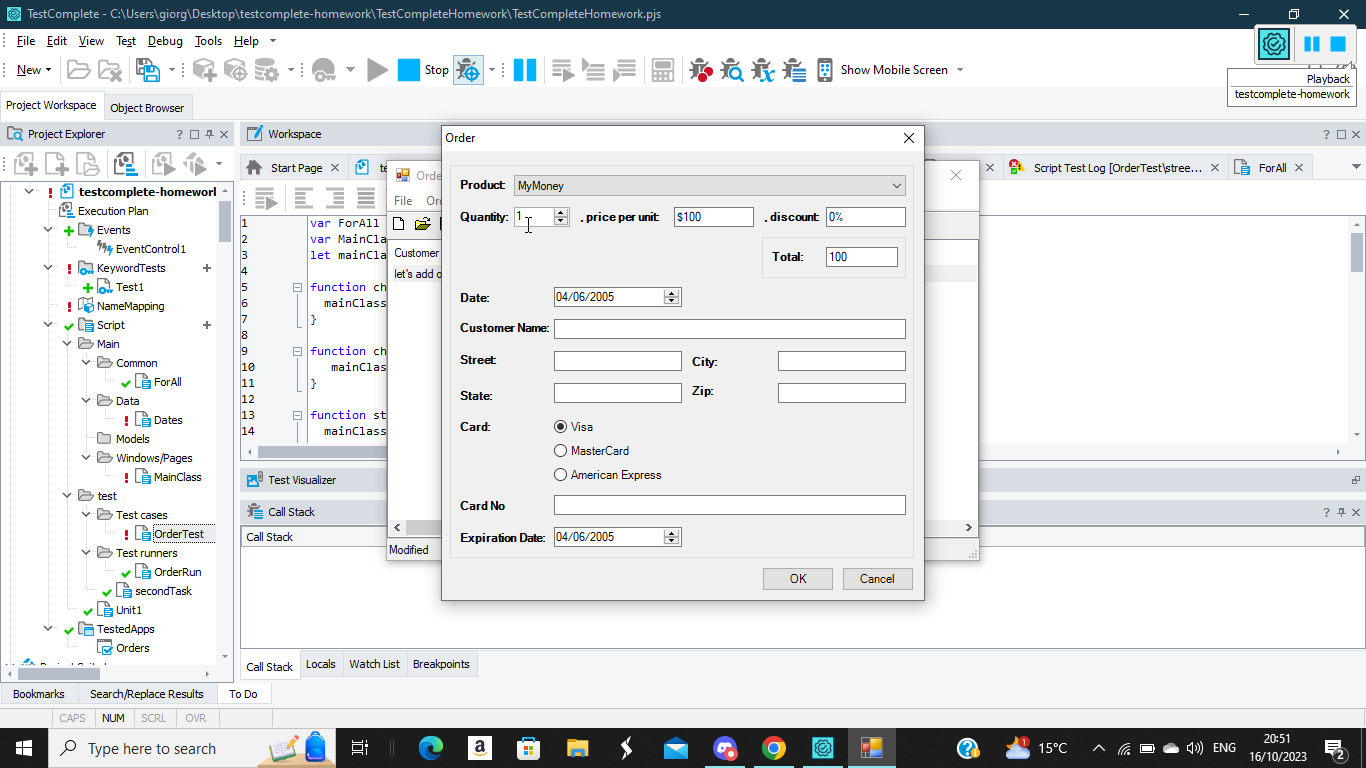 TestComplete - C:\Users\giorg\Desktop\testcomplete-homework\TestCompleteHomework\TestCompleteHomework.pjs
File Edit View Test Debug Tools Help
New Stop Show Mobile Screen
Playback
testcomplete-homework
Project Workspace Object Browser
Project Explorer
Workspace
Start Page
te
Script Test Log [OrderTest\stree...
ForAll
testcomplete-homework
Execution Plan
Events
EventControl1
KeywordTests
Test1
NameMapping
Script
Main
Common
ForAll
Data
Dates
Models
Windows/Pages
MainClass
test
Test cases
OrderTest
Test runners
OrderRun
secondTask
Unit1
TestedApps
Orders
1 var ForAll
2 var MainCla
3 let mainCla
4
5 function ch
6 mainClass
7 }
8
9 function ch
10 mainClass
11 }
12
13 function st
14 mainClass
Orde
File Or
Customer
let's add o
Modified
Order
Product: MyMoney
Quantity: 1 . price per unit: $100 . discount: 0%
Total: 100
Date: 04/06/2005
Customer Name:
Street: City:
State: Zip:
Card: Visa
MasterCard
American Express
Card No
Expiration Date: 04/06/2005
OK Cancel
Test Visualizer
Call Stack
Call Stack
Call Stack Locals Watch List Breakpoints
Bookmarks Search/Replace Results To Do
CAPS NUM SCRL OVR
Type here to search
15°C ENG
20:51
16/10/2023
2